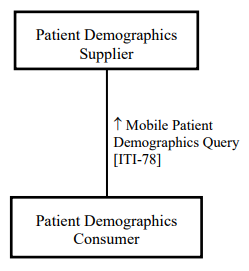 Patient Demographics
Supplier
↑ Mobile Patient
Demographics Query
[ITI-78]
Patient Demographics
Consumer